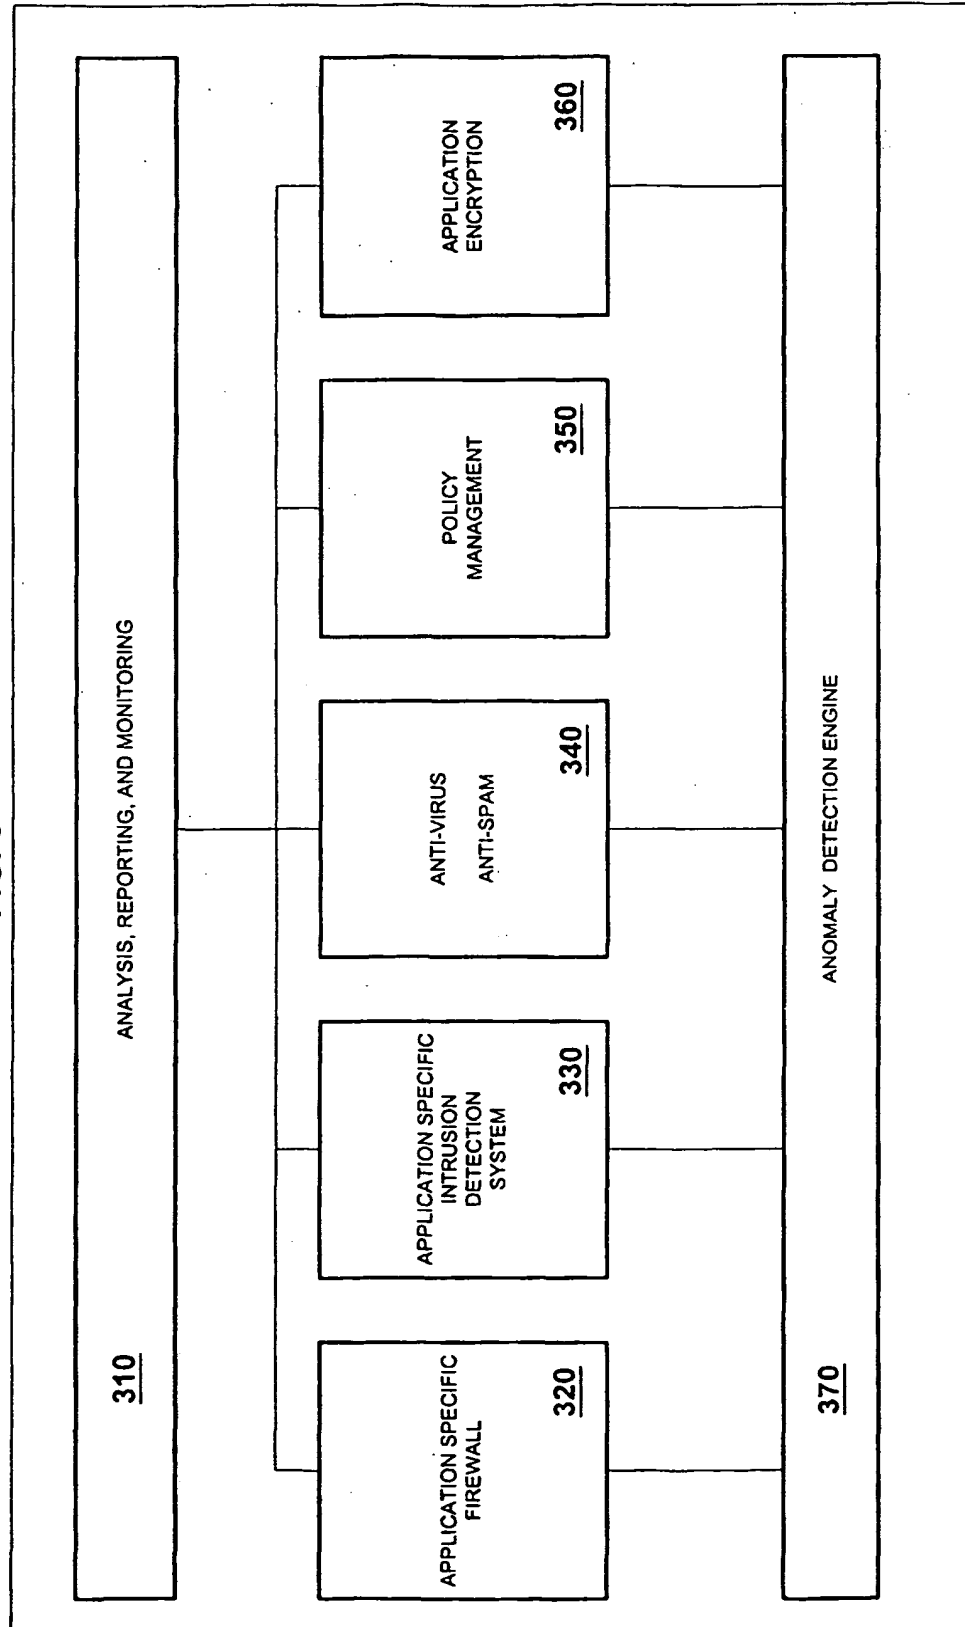 ANALYSIS, REPORTING, AND MONITORING
310
APPLICATION SPECIFIC
FIREWALL
320
APPLICATION SPECIFIC
INTRUSION
DETECTION
SYSTEM
330
ANTI-VIRUS
ANTI-SPAM
340
POLICY
MANAGEMENT
350
APPLICATION
ENCRYPTION
360
ANOMALY DETECTION ENGINE
370